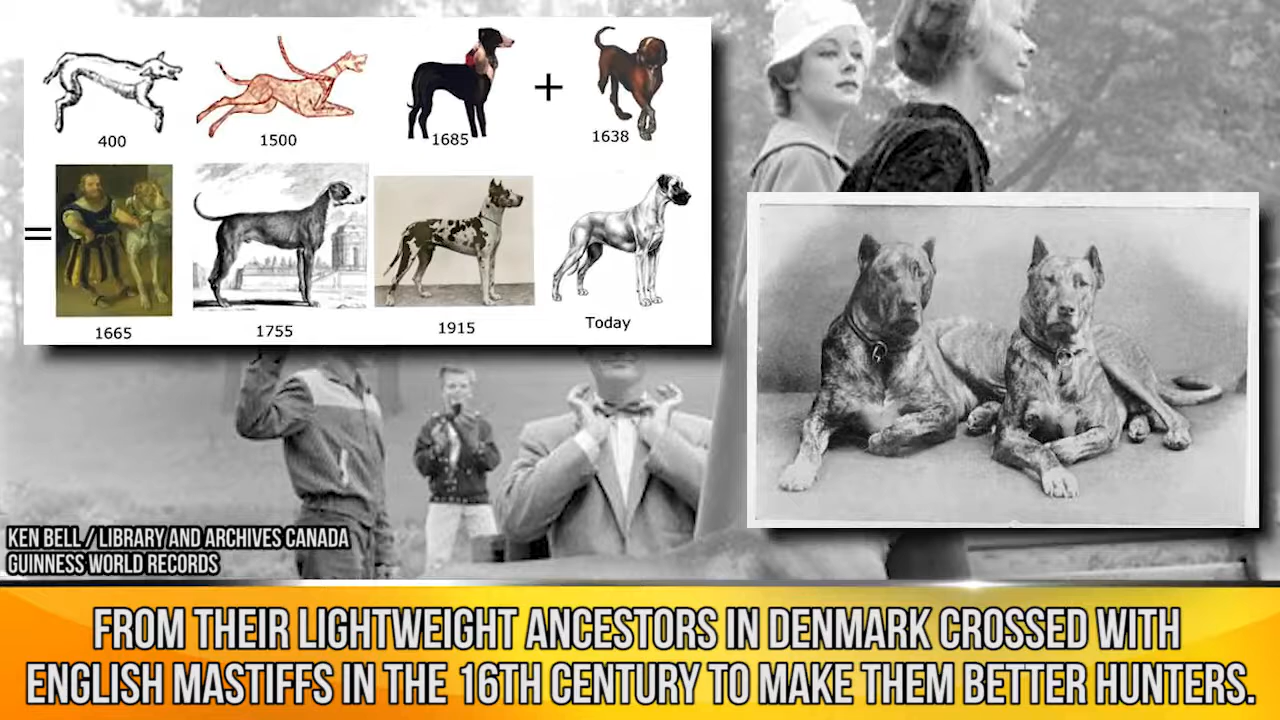 400
1500
1685
+
1638
=
1665
1755
1915
Today
KEN BELL / LIBRARY AND ARCHIVES CANADA
GUINNESS WORLD RECORDS
FROM THEIR LIGHTWEIGHT ANCESTORS IN DENMARK CROSSED WITH
ENGLISH MASTIFFS IN THE 16TH CENTURY TO MAKE THEM BETTER HUNTERS.